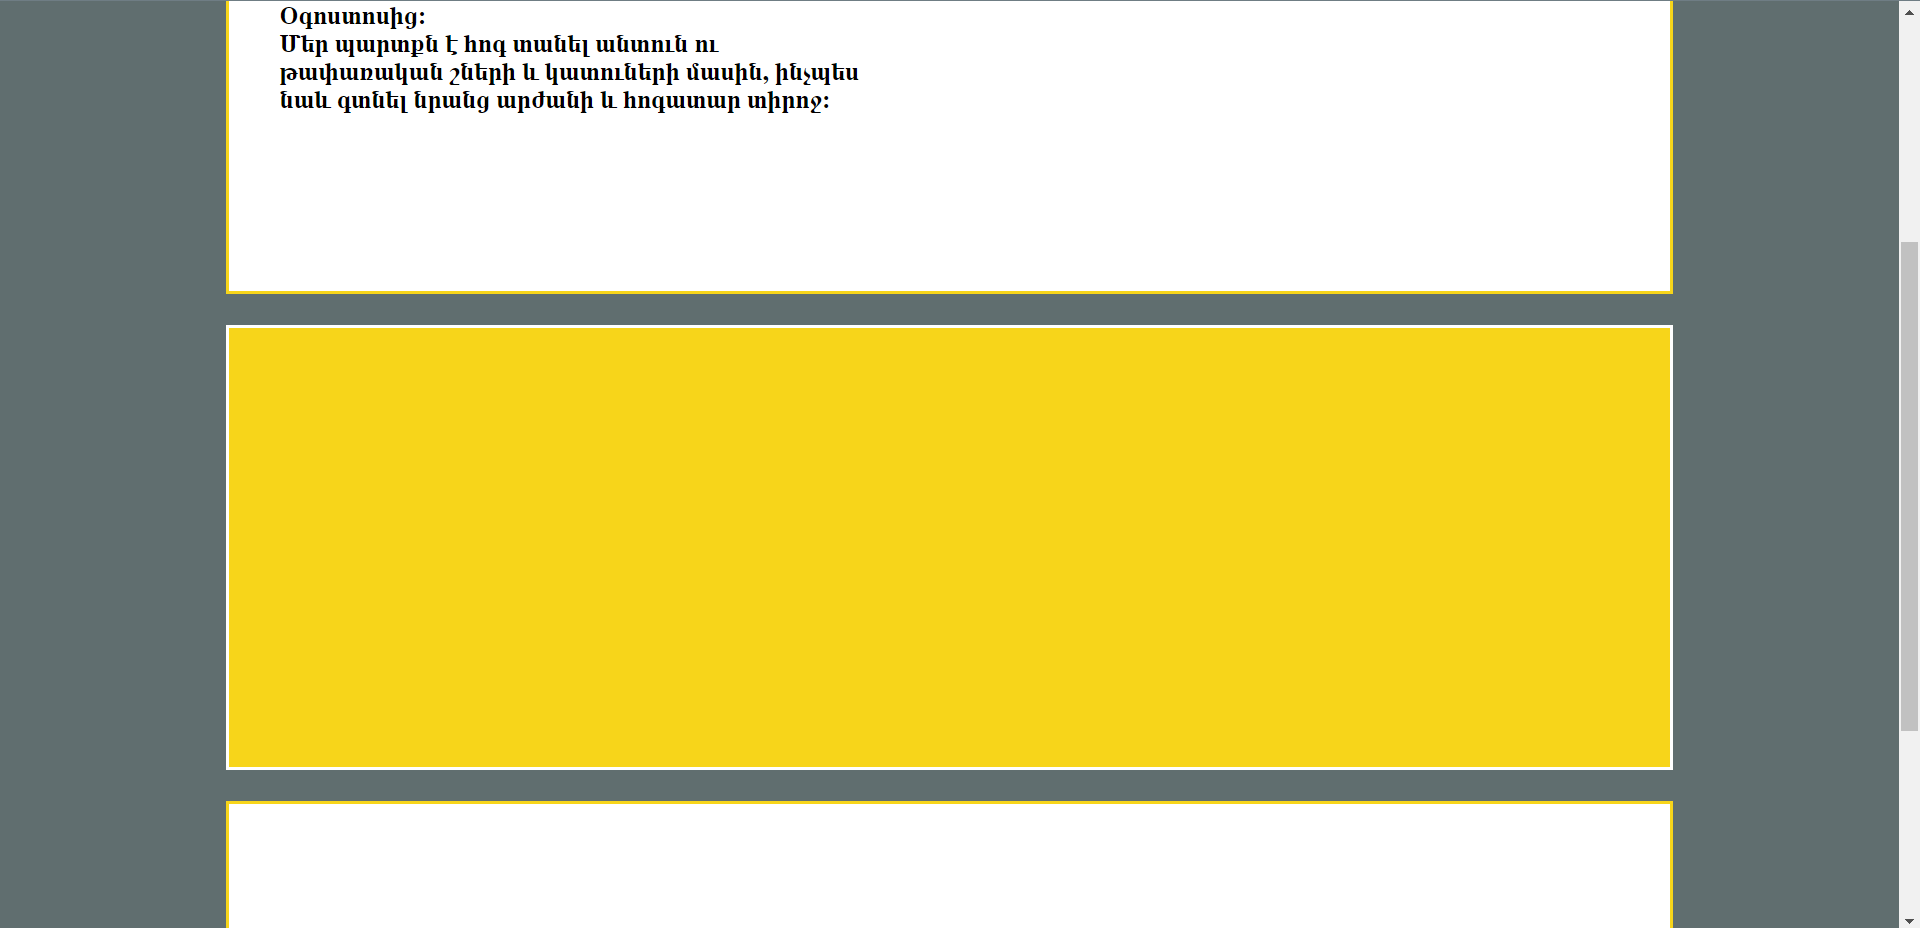 Օգոստոսից:
Մեր պարտքն է հոգ տանել անտուն ու
թափառական շների և կատուների մասին, ինչպես
նաև գտնել նրանց արժանի և հոգատար տիրոջ: